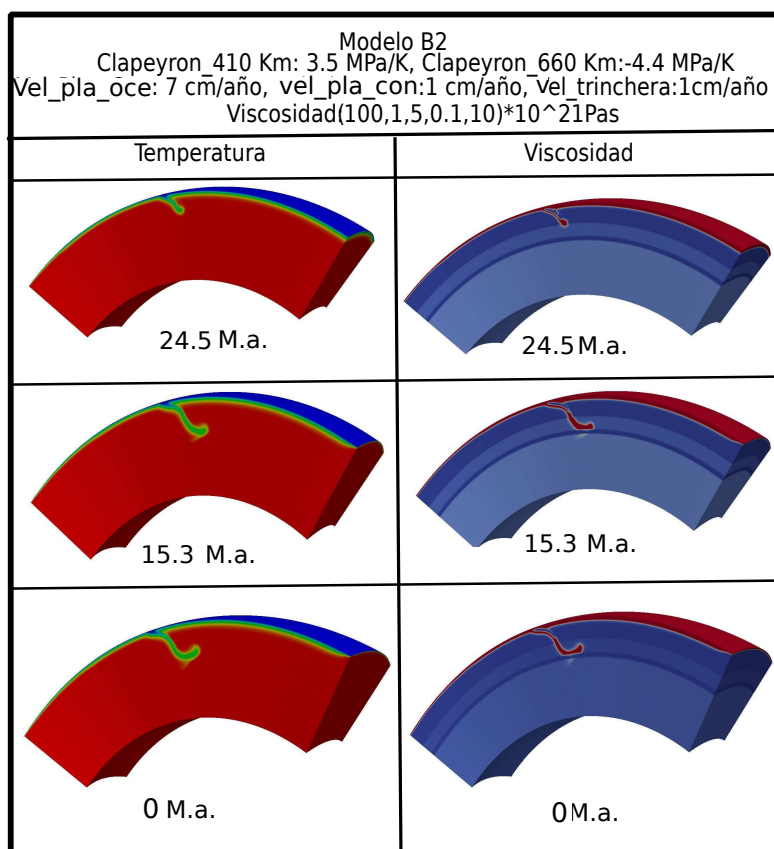 Modelo B2
Clapeyron_410 Km: 3.5 MPa/K, Clapeyron_660 Km:-4.4 MPa/K
Vel_pla_oce: 7 cm/año, vel_pla_con:1 cm/año, Vel_trinchera:1cm/año
Viscosidad(100,1,5,0.1,10)*10^21Pas
Temperatura Viscosidad
24.5 M.a. 24.5 M.a.
15.3 M.a. 15.3 M.a.
0 M.a. 0 M.a.